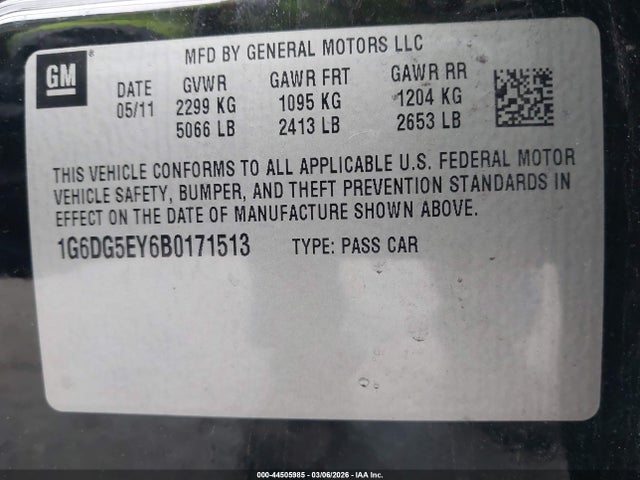 GM ®
MFD BY GENERAL MOTORS LLC
DATE GVWR GAWR FRT GAWR RR
05/11 2299 KG 1095 KG 1204 KG
5066 LB 2413 LB 2653 LB
THIS VEHICLE CONFORMS TO ALL APPLICABLE U.S. FEDERAL MOTOR
VEHICLE SAFETY, BUMPER, AND THEFT PREVENTION STANDARDS IN
EFFECT ON THE DATE OF MANUFACTURE SHOWN ABOVE.
1G6DG5EY6B0171513 TYPE: PASS CAR
000-44505985 - 03/06/2026 - IAA Inc.